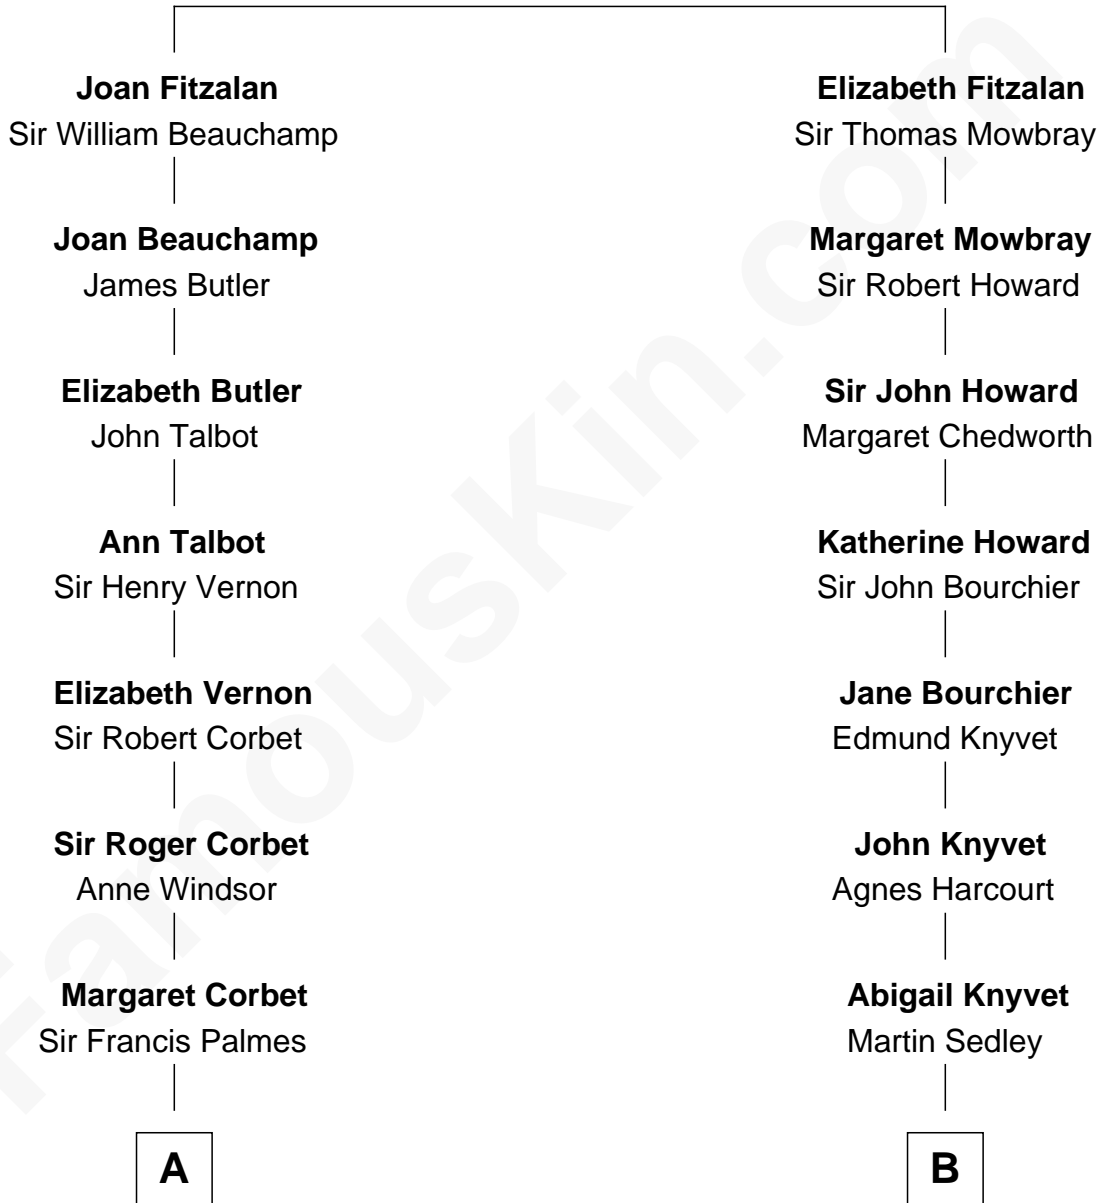 Joan Fitzalan
Sir William Beauchamp
Joan Beauchamp
James Butler
Elizabeth Butler
John Talbot
Ann Talbot
Sir Henry Vernon
Elizabeth Vernon
Sir Robert Corbet
Sir Roger Corbet
Anne Windsor
Margaret Corbet
Sir Francis Palmes
A
Elizabeth Fitzalan
Sir Thomas Mowbray
Margaret Mowbray
Sir Robert Howard
Sir John Howard
Margaret Chedworth
Katherine Howard
Sir John Bourchier
Jane Bourchier
Edmund Knyvet
John Knyvet
Agnes Harcourt
Abigail Knyvet
Martin Sedley
B
FamousKin.com